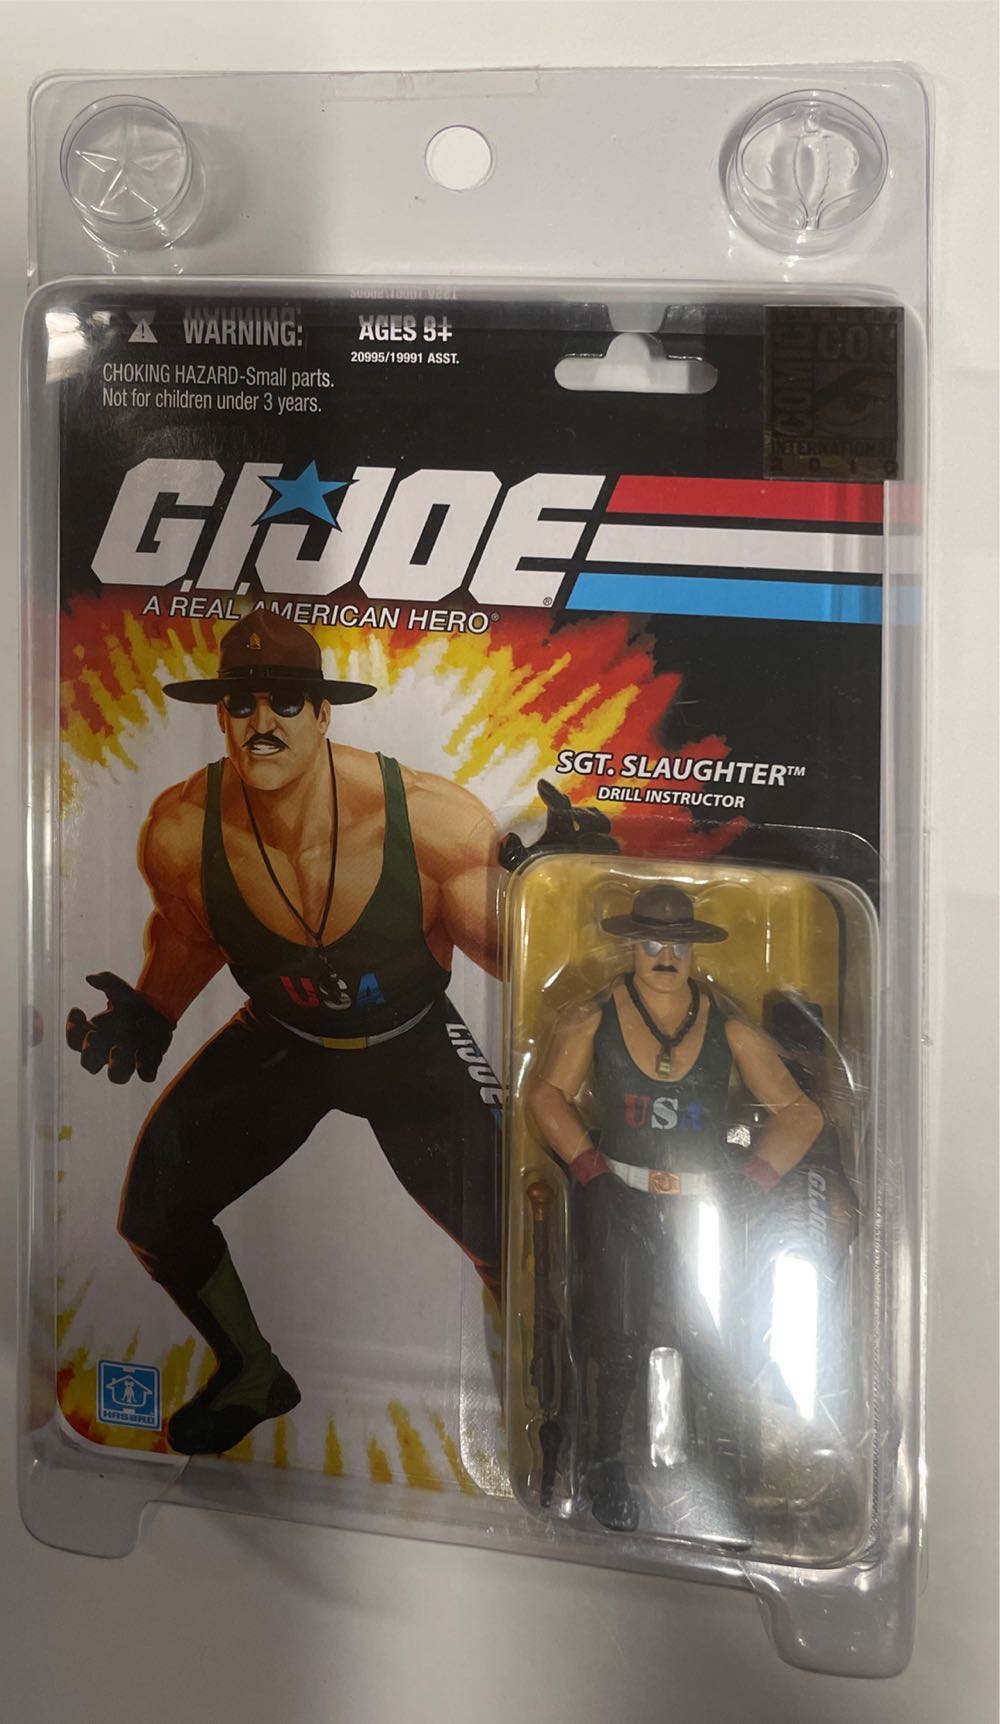 WARNING:
CHOKING HAZARD-Small parts.
Not for children under 3 years.
AGES 5+
20995/19991 ASST.
COMIC CON
INTERNATIONAL
2010
G.I. JOE®
A REAL AMERICAN HERO®
SGT. SLAUGHTER™
DRILL INSTRUCTOR
USA
G.I. JOE
USA
G.I. JOE
HASBRO